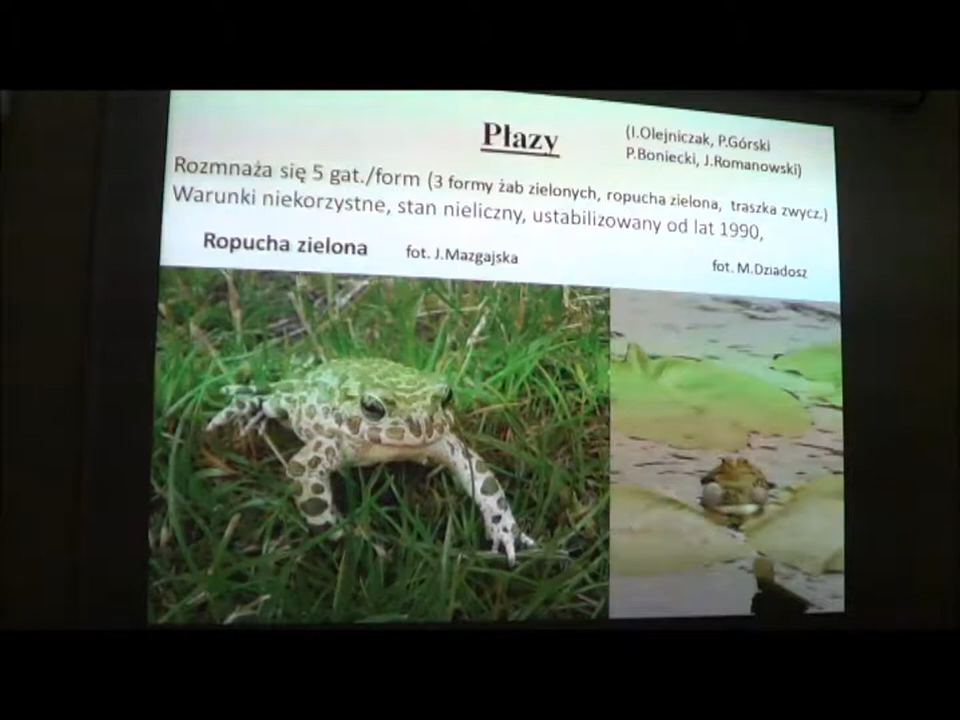 Płazy
(I.Olejniczak, P.Górski
P.Boniecki, J.Romanowski)
Rozmnaża się 5 gat./form (3 formy żab zielonych, ropucha zielona, traszka zwycz.)
Warunki niekorzystne, stan nieliczny, ustabilizowany od lat 1990,
Ropucha zielona fot. J.Mazgajska fot. M.Dziadosz